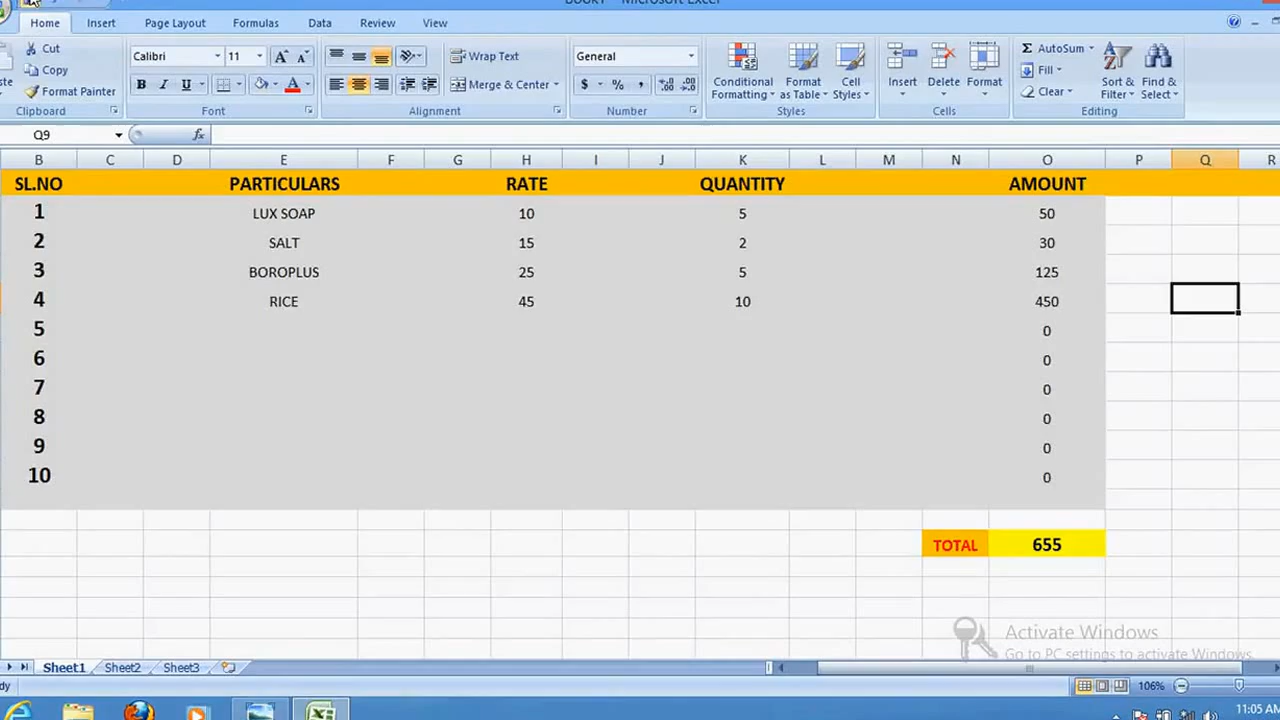 Book1 - Microsoft Excel
Home Insert Page Layout Formulas Data Review View
Cut
Copy
Format Painter
Clipboard
Calibri 11
Font
Wrap Text
Merge & Center
Alignment
General
$ % ,
Number
Conditional Formatting
Format as Table
Cell Styles
Styles
Insert Delete Format
Cells
AutoSum
Fill
Clear
Sort & Filter
Find & Select
Editing
Q9 fx
B C D E F G H I J K L M N O P Q R
SL.NO PARTICULARS RATE QUANTITY AMOUNT
1 LUX SOAP 10 5 50
2 SALT 15 2 30
3 BOROPLUS 25 5 125
4 RICE 45 10 450
5 0
6 0
7 0
8 0
9 0
10 0
TOTAL 655
Activate Windows
Go to PC settings to activate Windows.
Sheet1 Sheet2 Sheet3
106%
11:05 AM